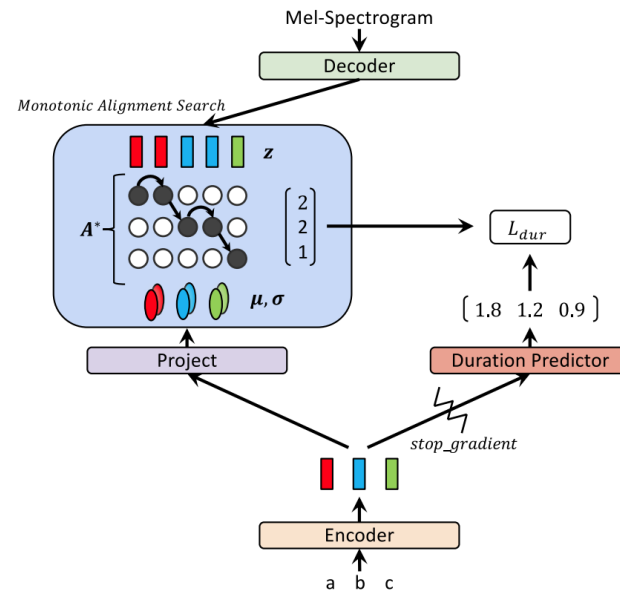 Mel-Spectrogram
Decoder
Monotonic Alignment Search
z
A*
2
2
1
L_dur
μ, σ
[ 1.8 1.2 0.9 ]
Project
Duration Predictor
stop_gradient
Encoder
a b c